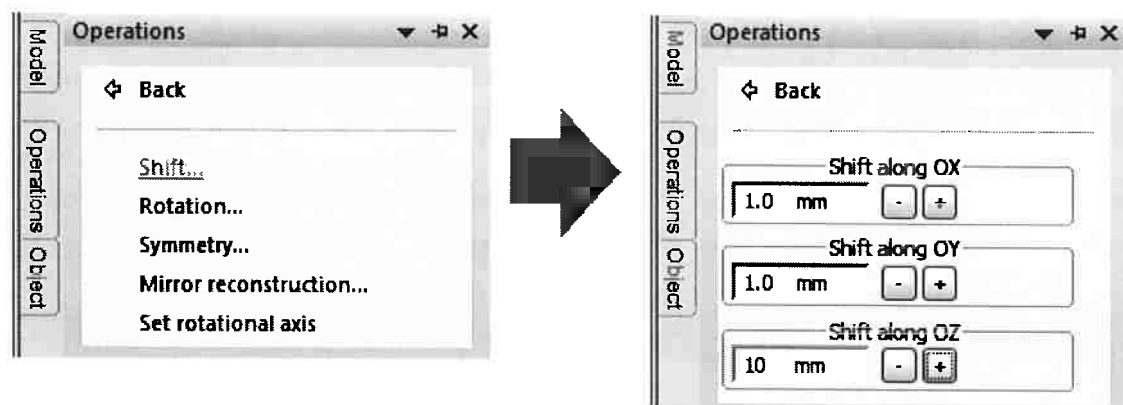 Operations
Model
Operations
Object
Back
Shift...
Rotation...
Symmetry...
Mirror reconstruction...
Set rotational axis
Operations
Model
Operations
Object
Back
Shift along OX
1.0 mm - +
Shift along OY
1.0 mm - +
Shift along OZ
10 mm - +